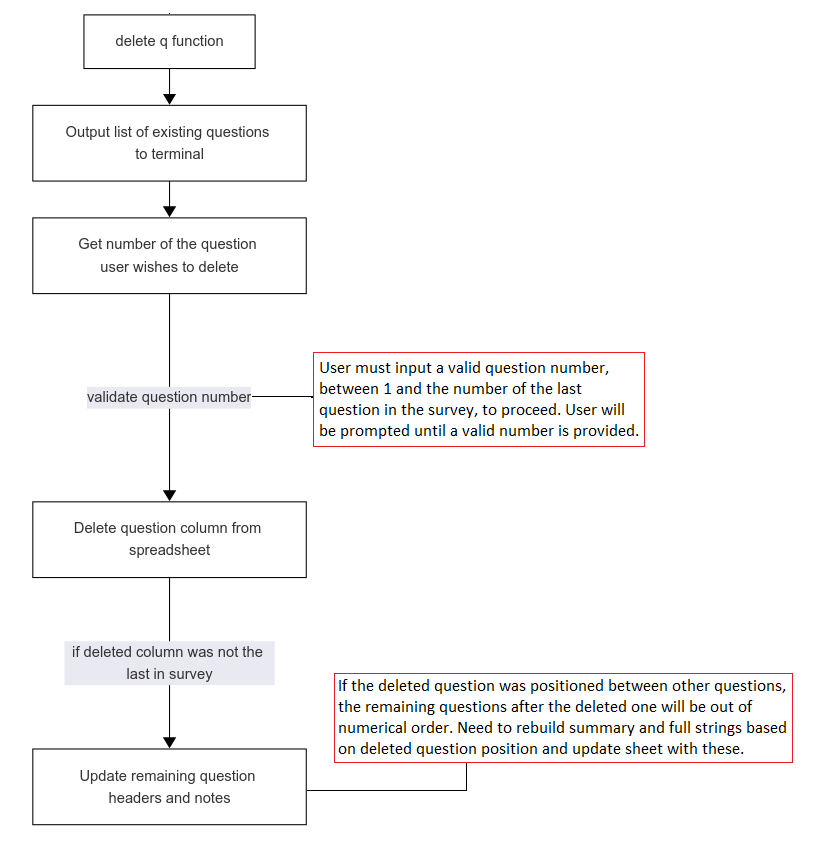 delete q function
Output list of existing questions
to terminal
Get number of the question
user wishes to delete
validate question number
User must input a valid question number,
between 1 and the number of the last
question in the survey, to proceed. User will
be prompted until a valid number is provided.
Delete question column from
spreadsheet
if deleted column was not the
last in survey
If the deleted question was positioned between other questions,
the remaining questions after the deleted one will be out of
numerical order. Need to rebuild summary and full strings based
on deleted question position and update sheet with these.
Update remaining question
headers and notes